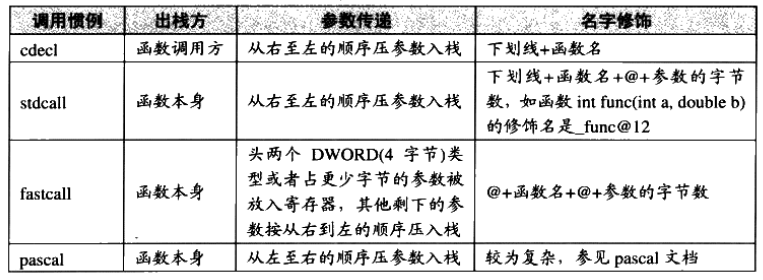 调用惯例 出栈方 参数传递 名字修饰
cdecl 函数调用方 从右至左的顺序压参数入栈 下划线+函数名
stdcall 函数本身 从右至左的顺序压参数入栈 下划线+函数名+@+参数的字节
数，如函数 int func(int a, double b)
的修饰名是_func@12
fastcall 函数本身 头两个 DWORD(4 字节)类
型或者占更少字节的参数被
放入寄存器，其他剩下的参
数按从右到左的顺序压入栈
@+函数名+@+参数的字节数
pascal 函数本身 从左至右的顺序压参数入栈 较为复杂，参见 pascal 文档